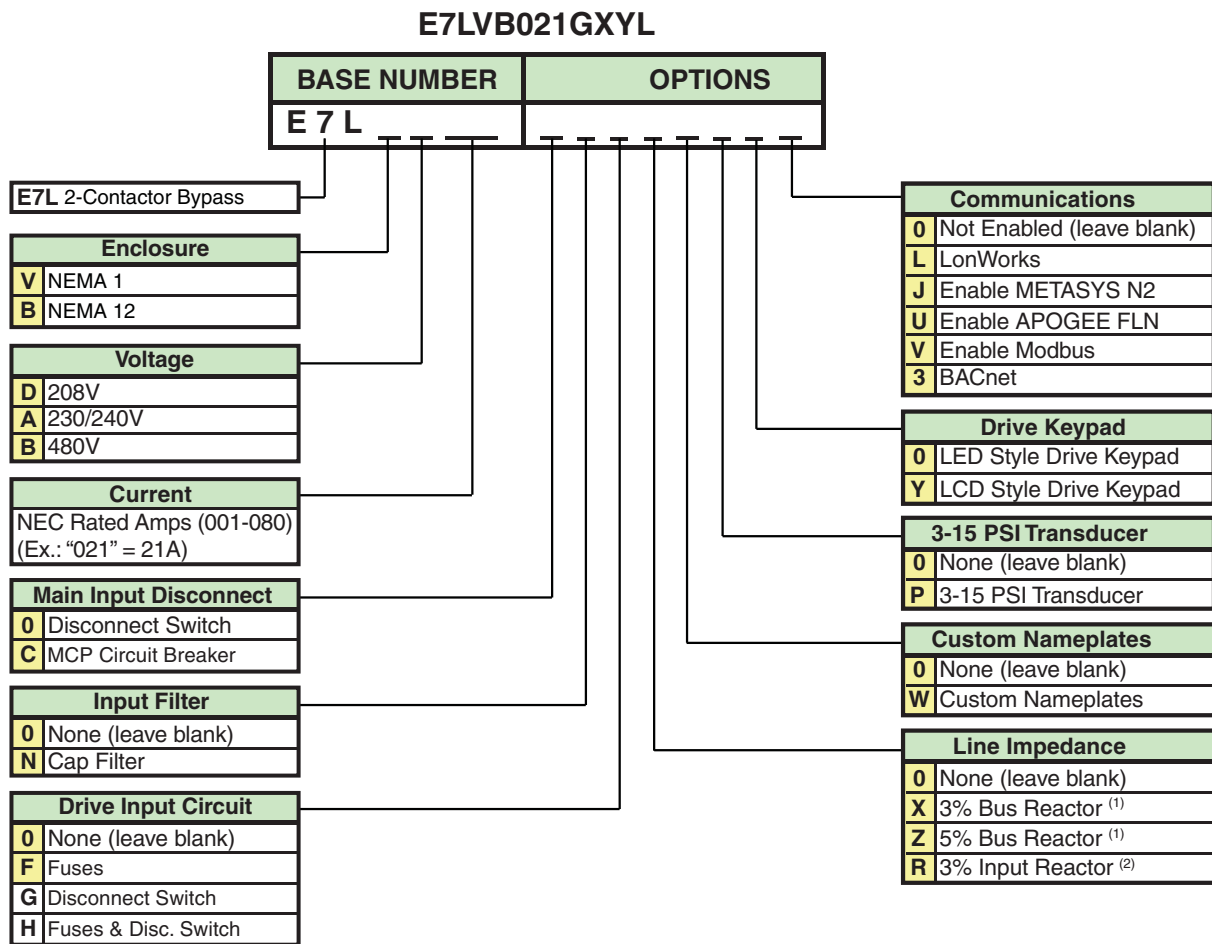 E7LVB021GXYL
BASE NUMBER OPTIONS
E 7 L
E7L 2-Contactor Bypass
Enclosure
V NEMA 1
B NEMA 12
Voltage
D 208V
A 230/240V
B 480V
Current
NEC Rated Amps (001-080)
(Ex.: “021” = 21A)
Main Input Disconnect
0 Disconnect Switch
C MCP Circuit Breaker
Input Filter
0 None (leave blank)
N Cap Filter
Drive Input Circuit
0 None (leave blank)
F Fuses
G Disconnect Switch
H Fuses & Disc. Switch
Communications
0 Not Enabled (leave blank)
L LonWorks
J Enable METASYS N2
U Enable APOGEE FLN
V Enable Modbus
3 BACnet
Drive Keypad
0 LED Style Drive Keypad
Y LCD Style Drive Keypad
3-15 PSI Transducer
0 None (leave blank)
P 3-15 PSI Transducer
Custom Nameplates
0 None (leave blank)
W Custom Nameplates
Line Impedance
0 None (leave blank)
X 3% Bus Reactor (1)
Z 5% Bus Reactor (1)
R 3% Input Reactor (2)